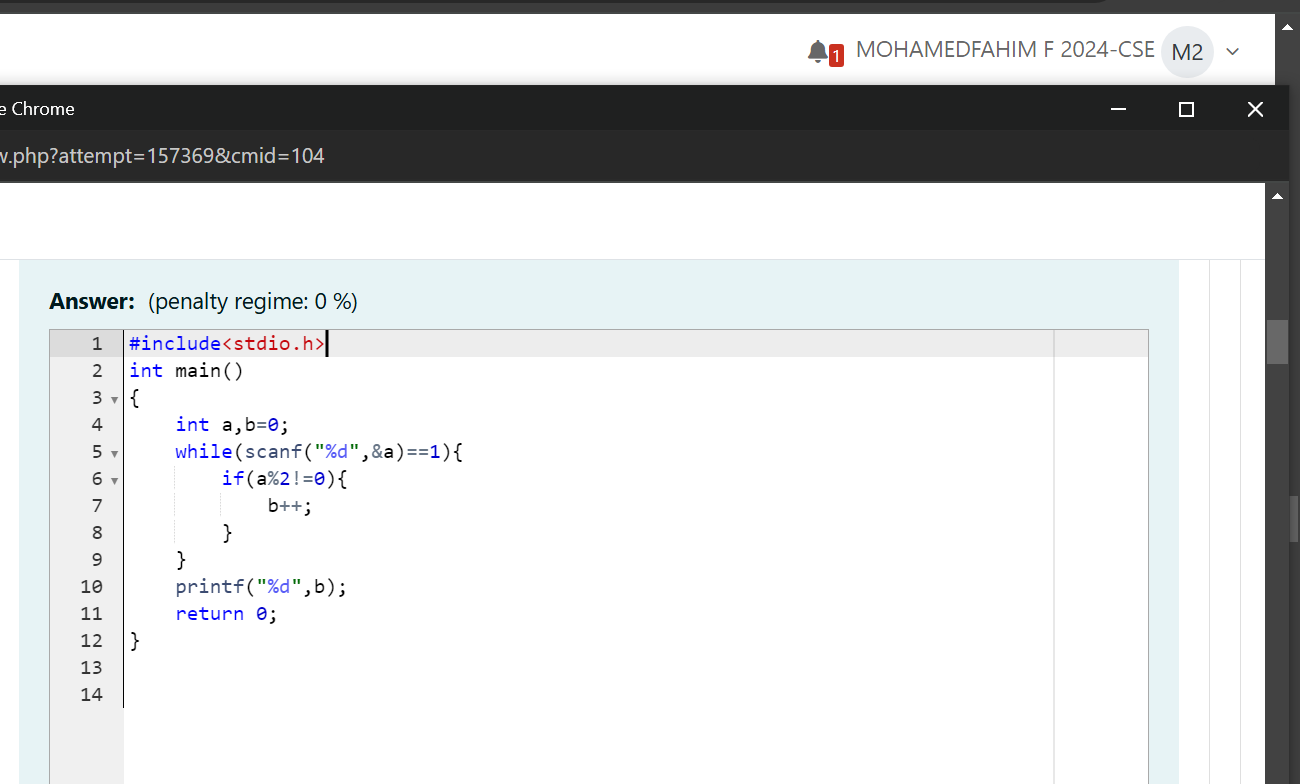 1
MOHAMEDFAHIM F 2024-CSE M2
e Chrome
w.php?attempt=157369&cmid=104
Answer: (penalty regime: 0 %)
1 #include<stdio.h>
2 int main()
3 {
4     int a,b=0;
5     while(scanf("%d",&a)==1){
6         if(a%2!=0){
7             b++;
8         }
9     }
10     printf("%d",b);
11     return 0;
12 }
13
14